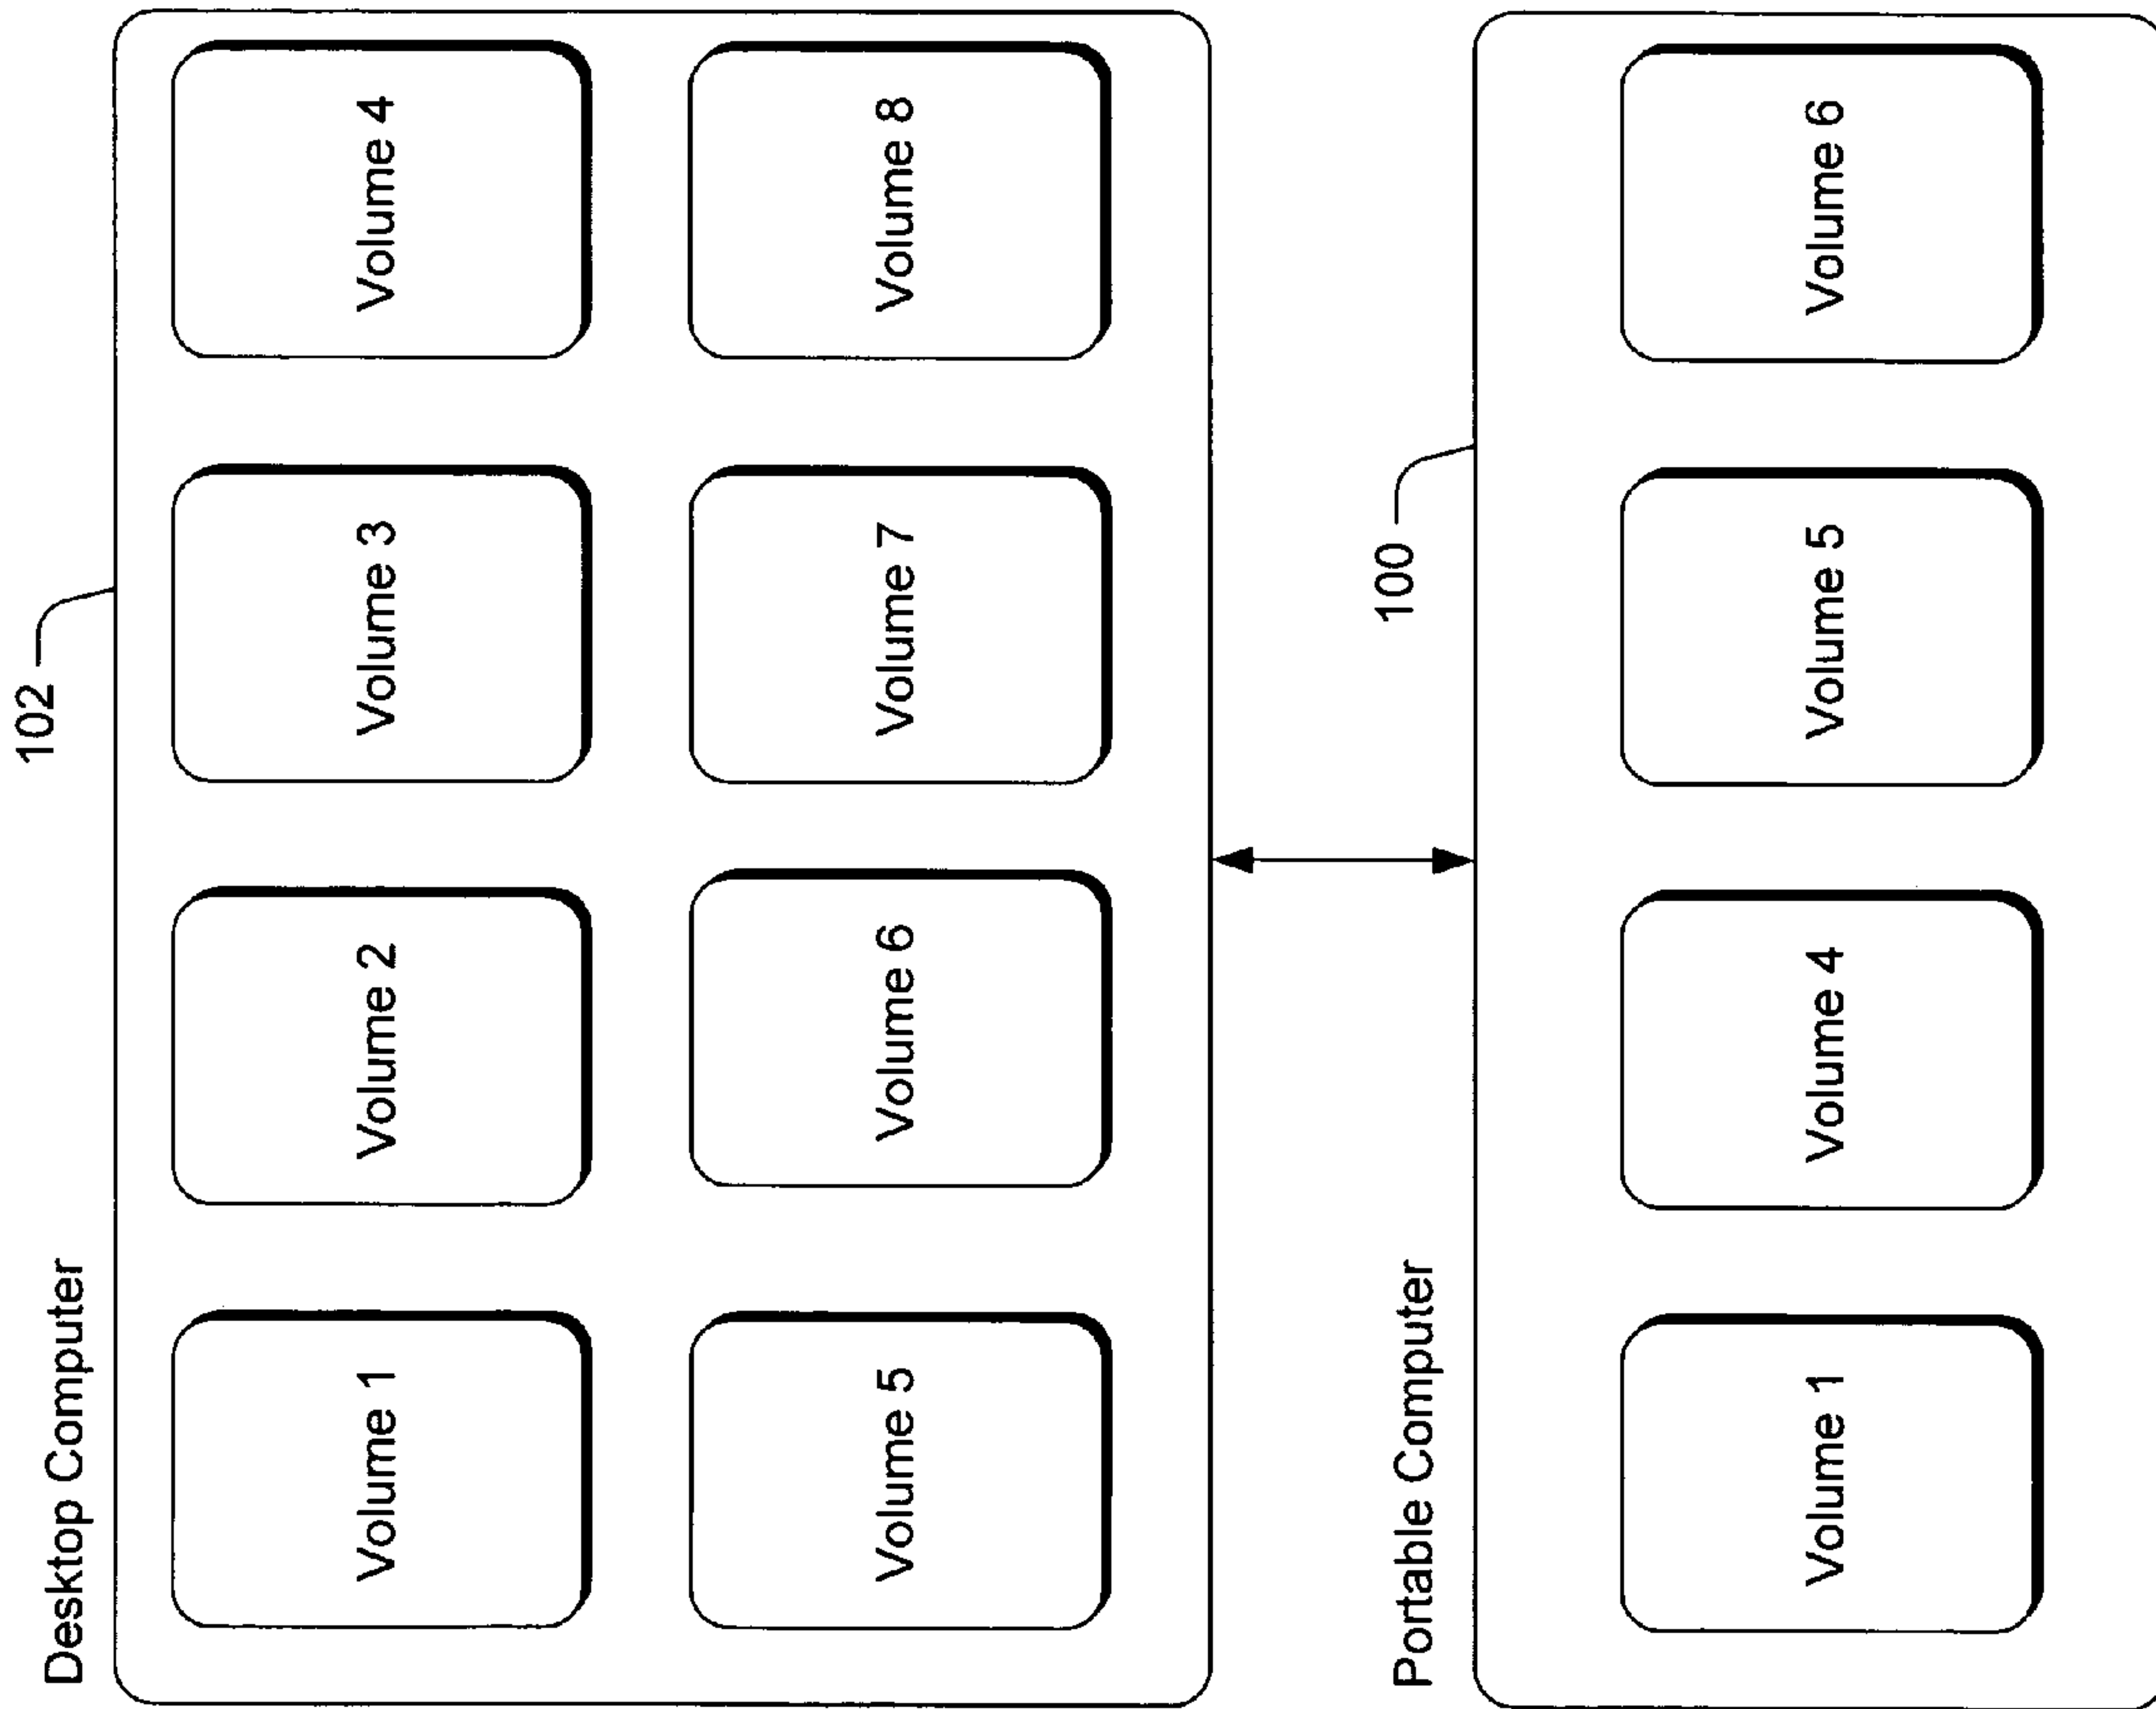 Desktop Computer
102
Volume 1
Volume 2
Volume 3
Volume 4
Volume 5
Volume 6
Volume 7
Volume 8
Portable Computer
100
Volume 1
Volume 4
Volume 5
Volume 6